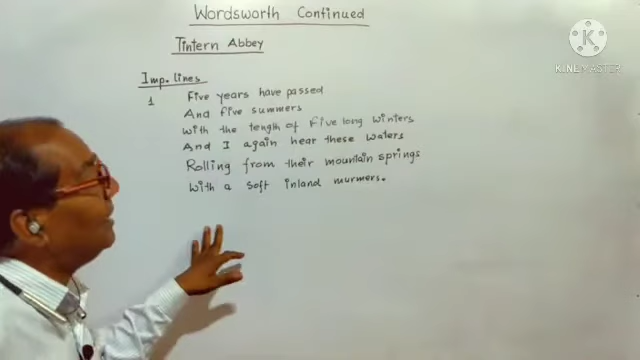 Wordsworth Continued
Tintern Abbey
Imp. lines
1 Five years have passed
And five summers
with the tength of Five long winters
And I again hear these waters
Rolling from their mountain springs
With a soft inland murmers.
KINEMASTER